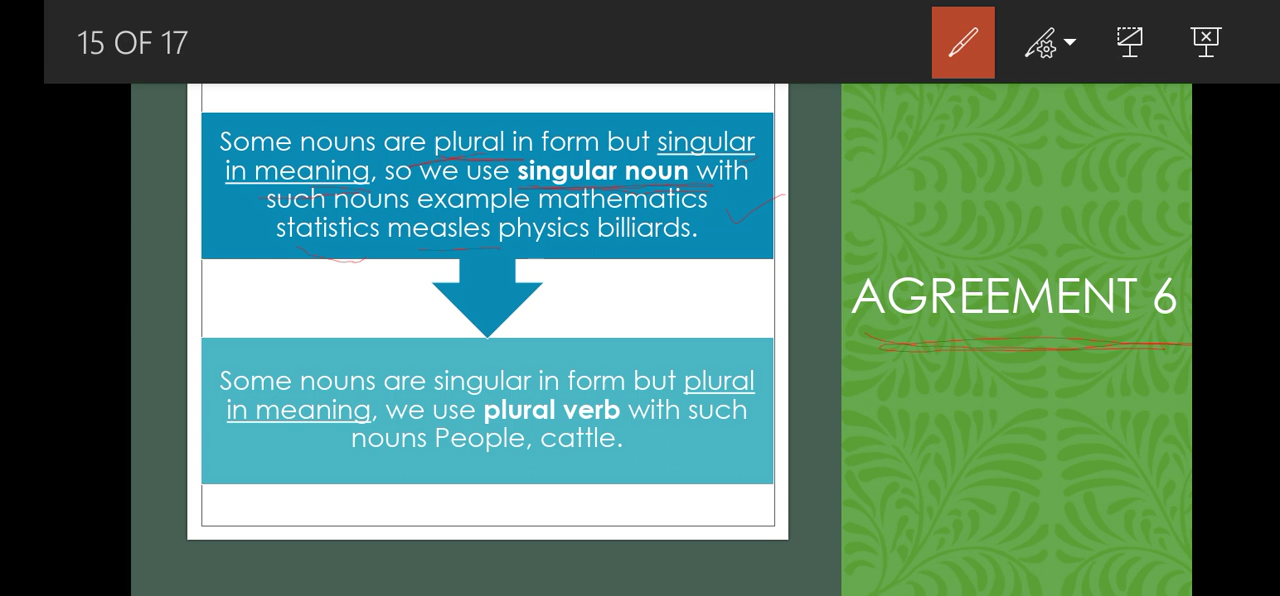 15 OF 17
Some nouns are plural in form but singular
in meaning, so we use singular noun with
such nouns example mathematics
statistics measles physics billiards.
Some nouns are singular in form but plural
in meaning, we use plural verb with such
nouns People, cattle.
AGREEMENT 6